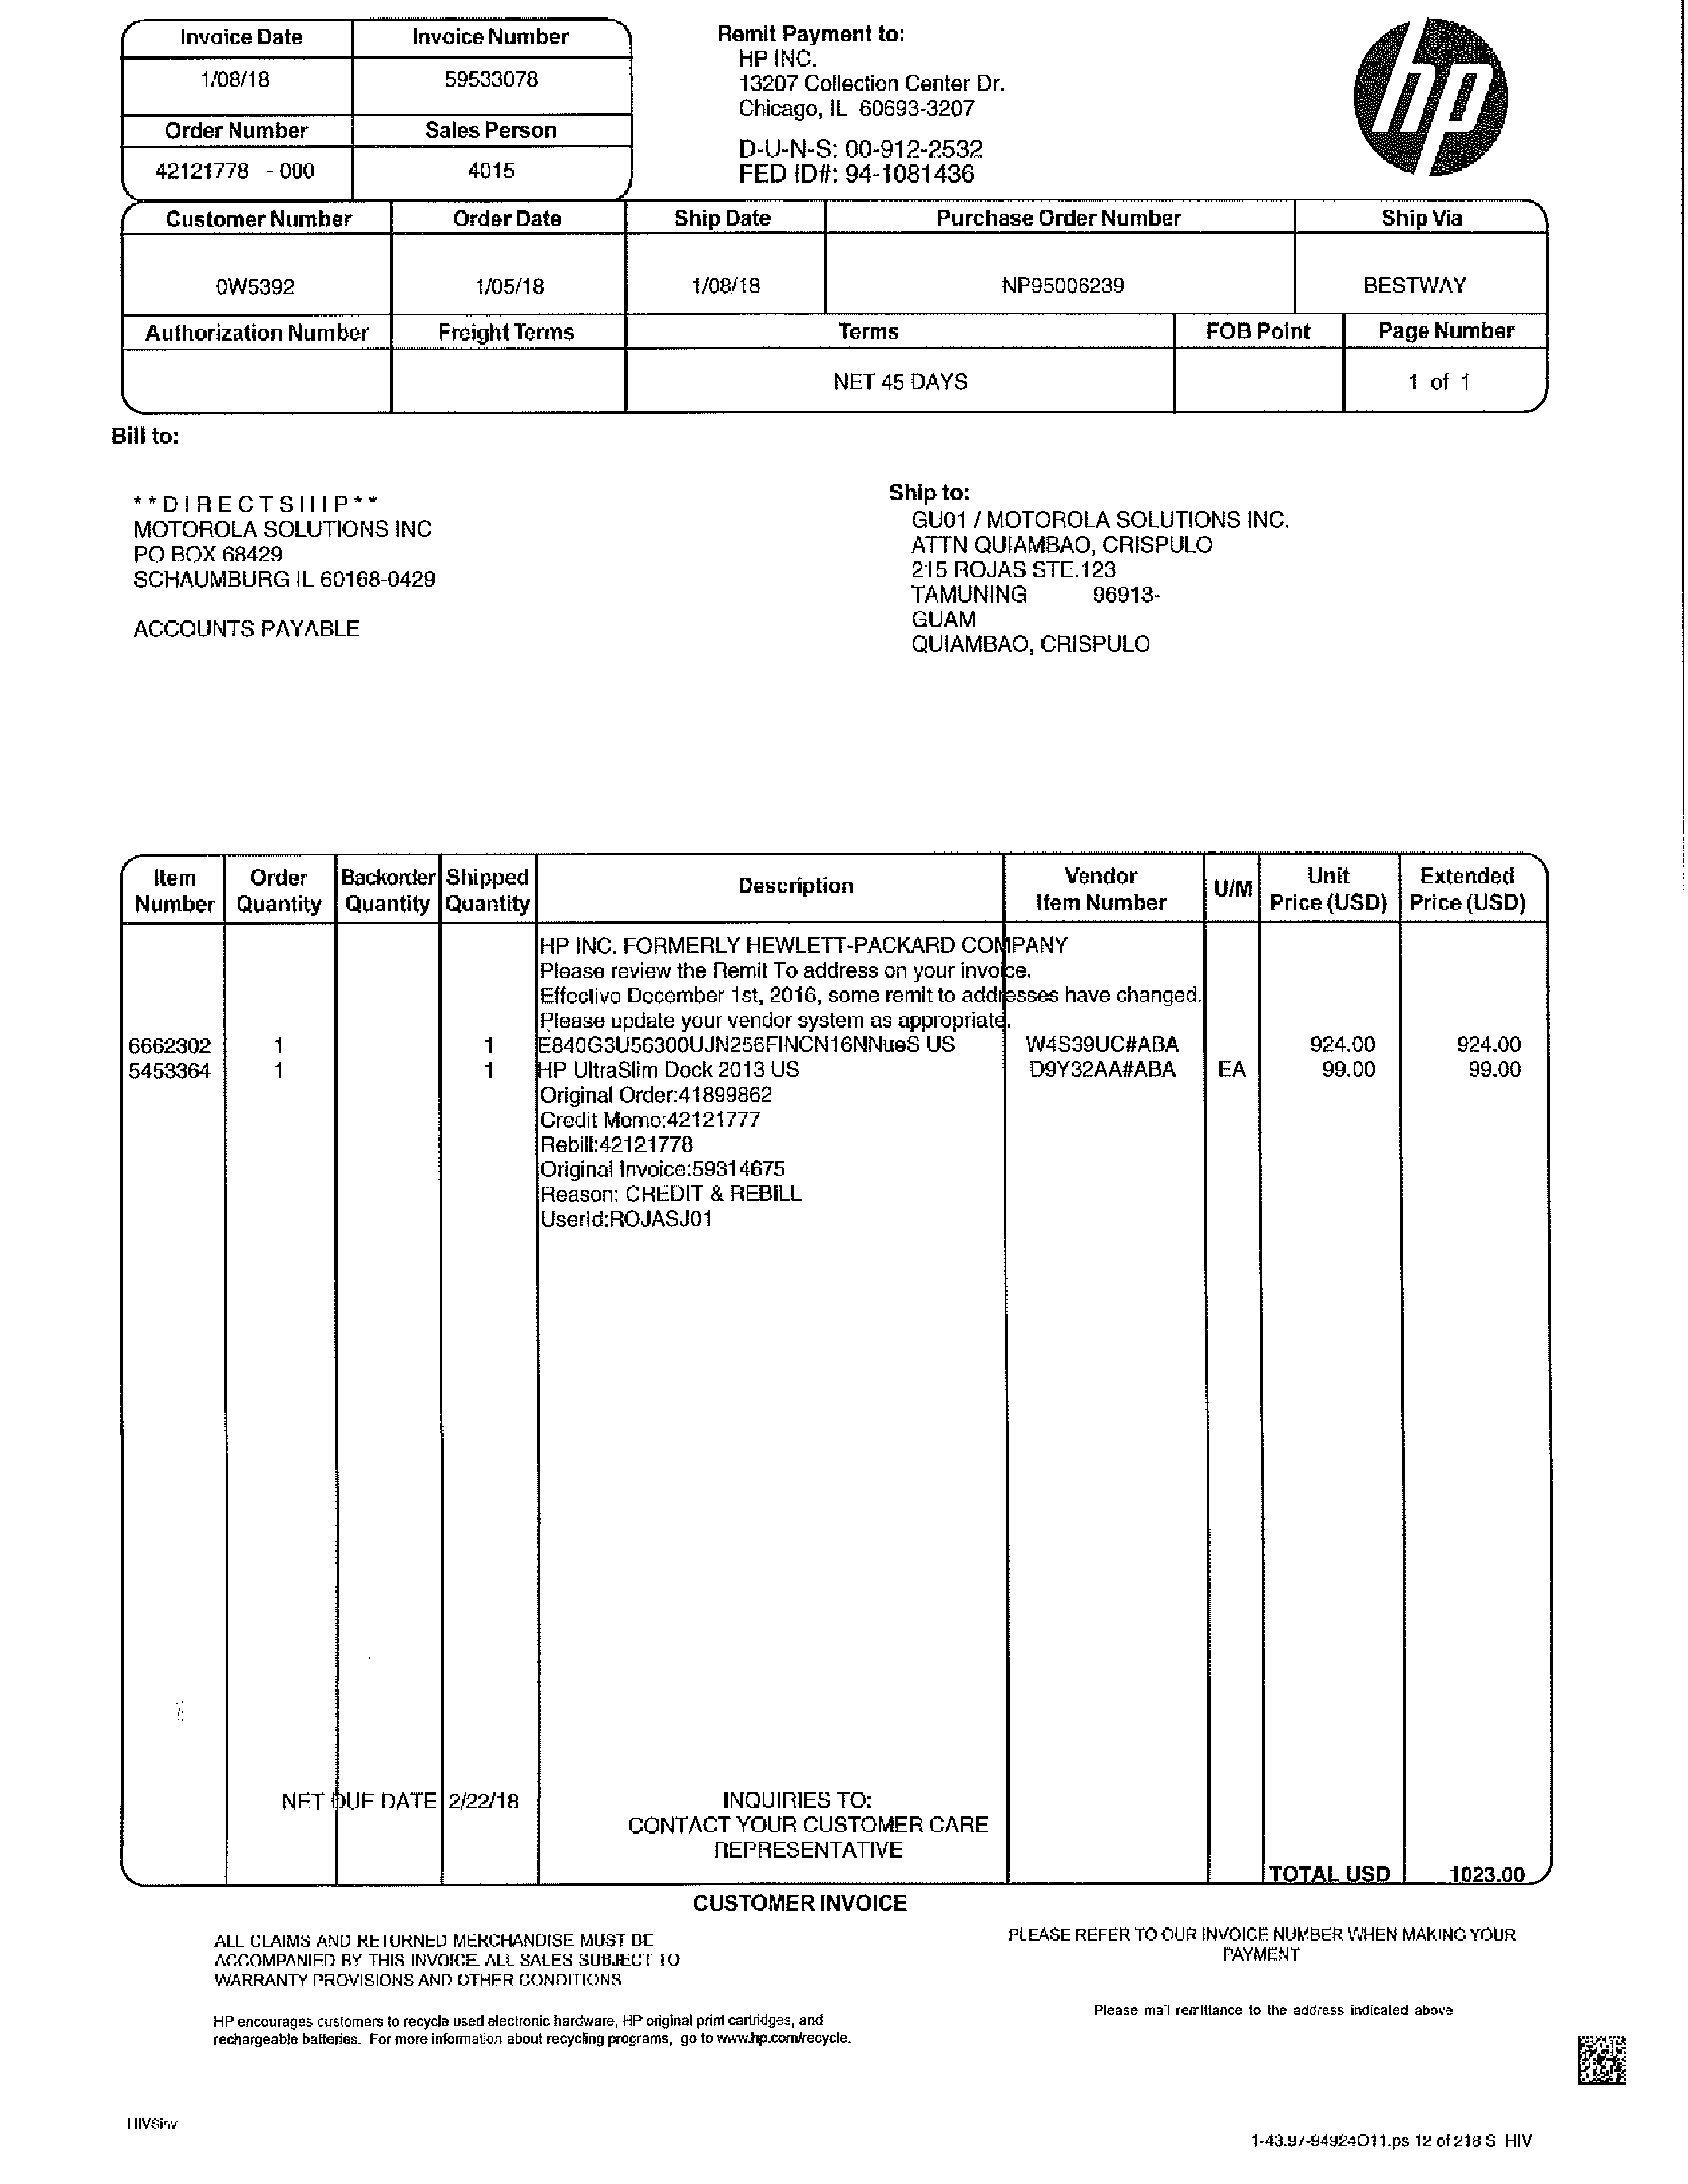 Invoice Date Invoice Number
1/08/18 59533078
Order Number Sales Person
42121778 - 000 4015
Remit Payment to:
HP INC.
13207 Collection Center Dr.
Chicago, IL 60693-3207
D-U-N-S: 00-912-2532
FED ID#: 94-1081436
hp
Customer Number Order Date Ship Date Purchase Order Number Ship Via
0W5392 1/05/18 1/08/18 NP95006239 BESTWAY
Authorization Number Freight Terms Terms FOB Point Page Number
NET 45 DAYS 1 of 1
Bill to:
**DIRECTSHIP**
MOTOROLA SOLUTIONS INC
PO BOX 68429
SCHAUMBURG IL 60168-0429
ACCOUNTS PAYABLE
Ship to:
GU01 / MOTOROLA SOLUTIONS INC.
ATTN QUIAMBAO, CRISPULO
215 ROJAS STE.123
TAMUNING 96913-
GUAM
QUIAMBAO, CRISPULO
Item Order Backorder Shipped Description Vendor U/M Unit Extended
Number Quantity Quantity Quantity Item Number Price (USD) Price (USD)
HP INC. FORMERLY HEWLETT-PACKARD COMPANY
Please review the Remit To address on your invoice.
Effective December 1st, 2016, some remit to addresses have changed.
Please update your vendor system as appropriate.
6662302 1 1 E840G3U56300UJN256FINCN16NNueS US W4S39UC#ABA 924.00 924.00
5453364 1 1 HP UltraSlim Dock 2013 US D9Y32AA#ABA EA 99.00 99.00
Original Order:41899862
Credit Memo:42121777
Rebill:42121778
Original Invoice:59314675
Reason: CREDIT & REBILL
UserId:ROJASJ01
NET DUE DATE 2/22/18
INQUIRIES TO:
CONTACT YOUR CUSTOMER CARE
REPRESENTATIVE
TOTAL USD 1023.00
CUSTOMER INVOICE
ALL CLAIMS AND RETURNED MERCHANDISE MUST BE
ACCOMPANIED BY THIS INVOICE. ALL SALES SUBJECT TO
WARRANTY PROVISIONS AND OTHER CONDITIONS
PLEASE REFER TO OUR INVOICE NUMBER WHEN MAKING YOUR
PAYMENT
HP encourages customers to recycle used electronic hardware, HP original print cartridges, and
rechargeable batteries. For more information about recycling programs, go to www.hp.com/recycle.
Please mail remittance to the address indicated above
HIVSinv
1-43.97-94924O11.ps 12 of 218 S HIV